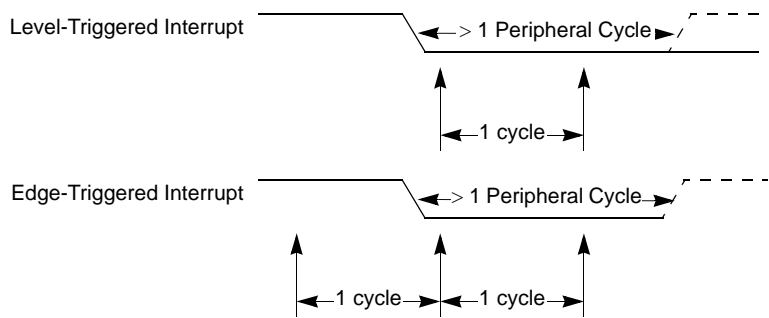 Level-Triggered Interrupt
> 1 Peripheral Cycle
1 cycle
Edge-Triggered Interrupt
> 1 Peripheral Cycle
1 cycle
1 cycle